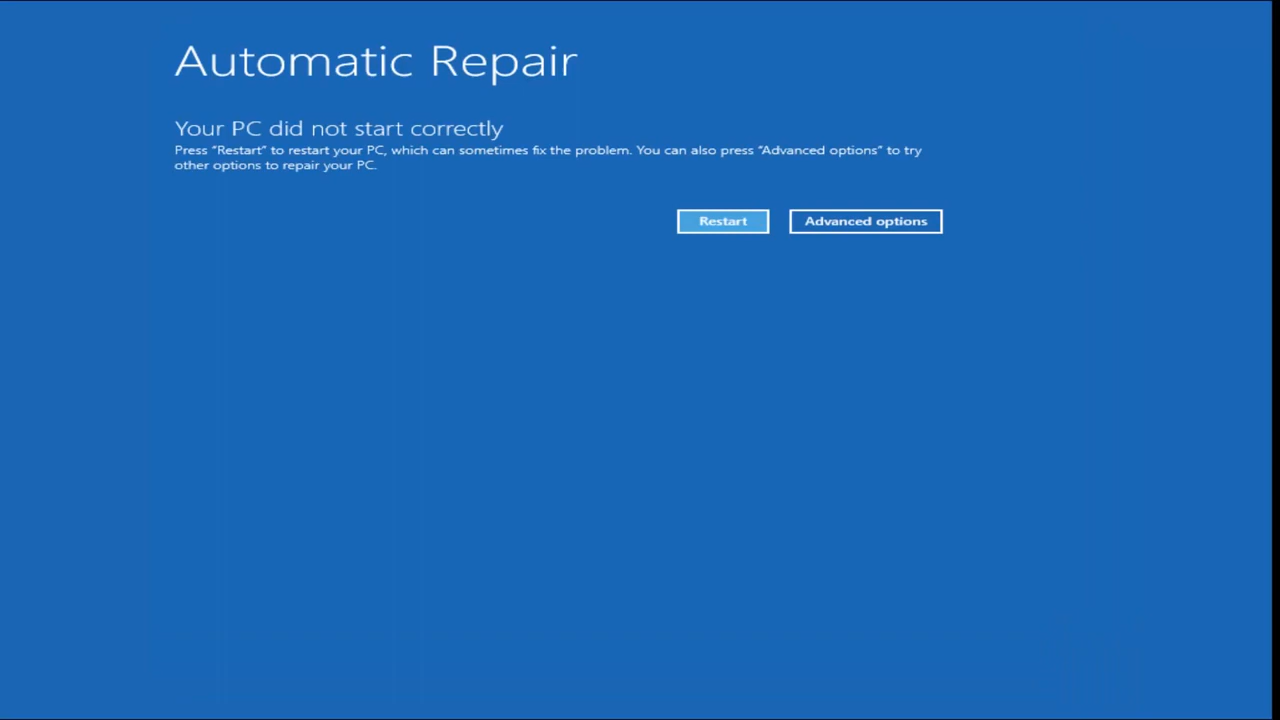 Automatic Repair
Your PC did not start correctly
Press “Restart” to restart your PC, which can sometimes fix the problem. You can also press “Advanced options” to try
other options to repair your PC.
Restart Advanced options